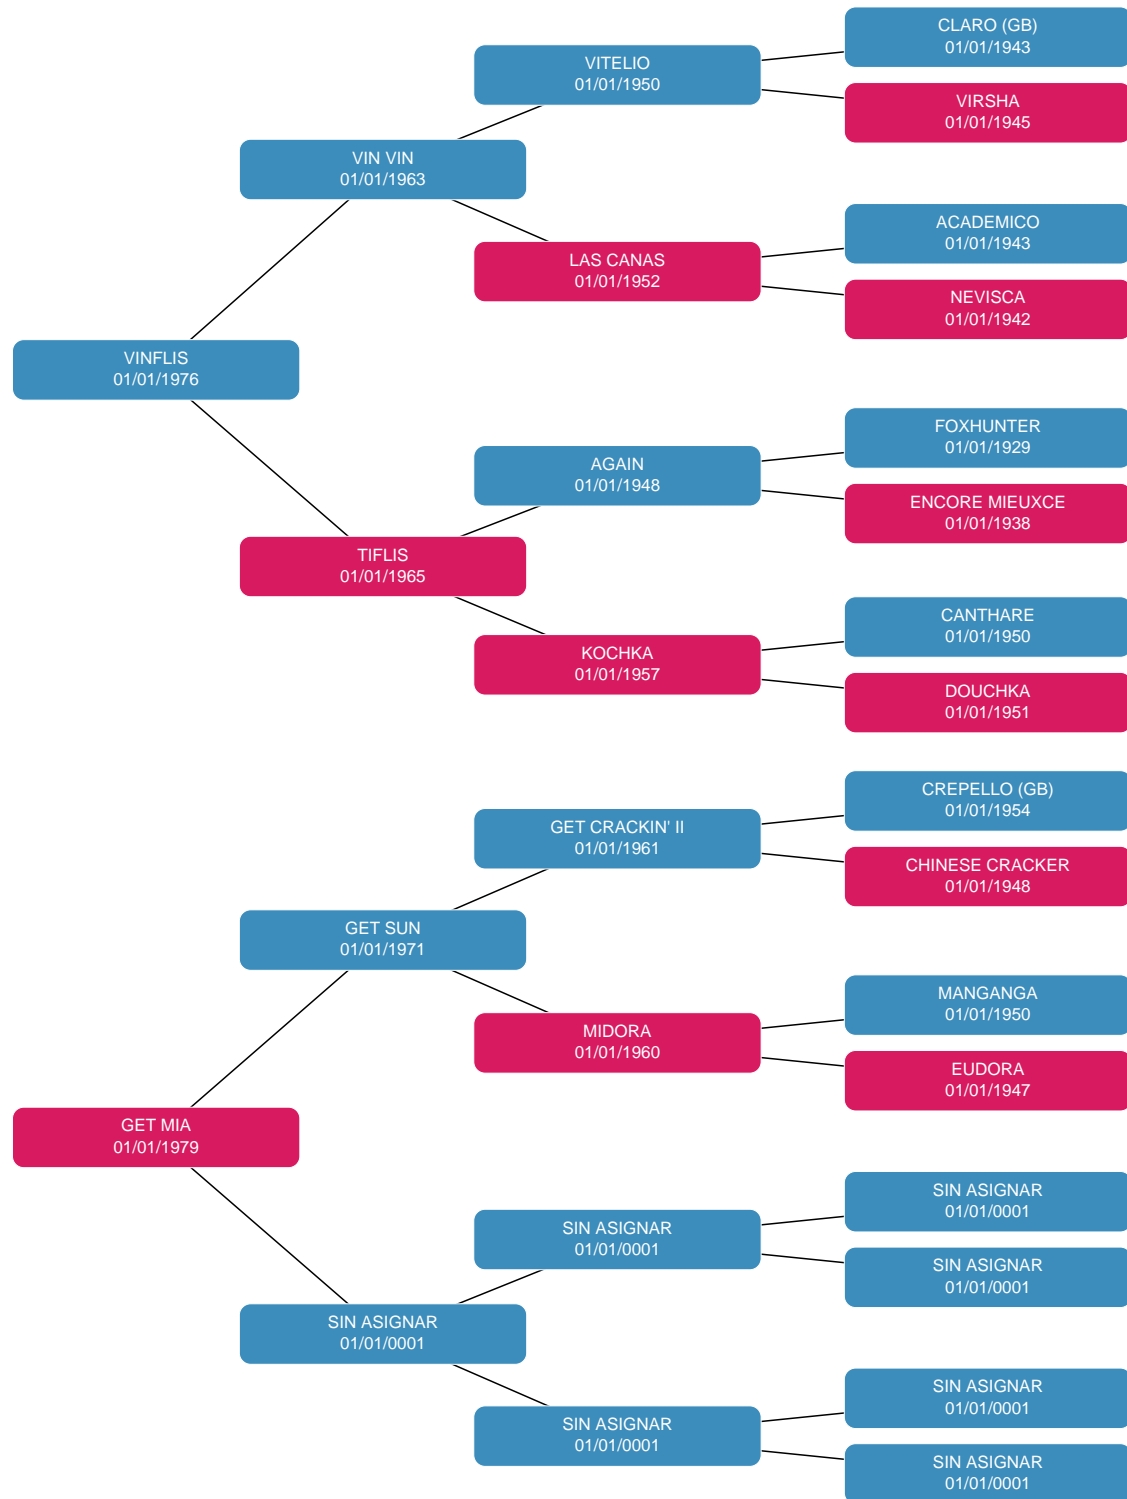 CLARO (GB)
01/01/1943
VITELIO
01/01/1950
VIRSHA
01/01/1945
VIN VIN
01/01/1963
ACADEMICO
01/01/1943
LAS CANAS
01/01/1952
NEVISCA
01/01/1942
VINFLIS
01/01/1976
FOXHUNTER
01/01/1929
AGAIN
01/01/1948
ENCORE MIEUXCE
01/01/1938
TIFLIS
01/01/1965
CANTHARE
01/01/1950
KOCHKA
01/01/1957
DOUCHKA
01/01/1951
CREPELLO (GB)
01/01/1954
GET CRACKIN' II
01/01/1961
CHINESE CRACKER
01/01/1948
GET SUN
01/01/1971
MANGANGA
01/01/1950
MIDORA
01/01/1960
EUDORA
01/01/1947
GET MIA
01/01/1979
SIN ASIGNAR
01/01/0001
SIN ASIGNAR
01/01/0001
SIN ASIGNAR
01/01/0001
SIN ASIGNAR
01/01/0001
SIN ASIGNAR
01/01/0001
SIN ASIGNAR
01/01/0001
SIN ASIGNAR
01/01/0001